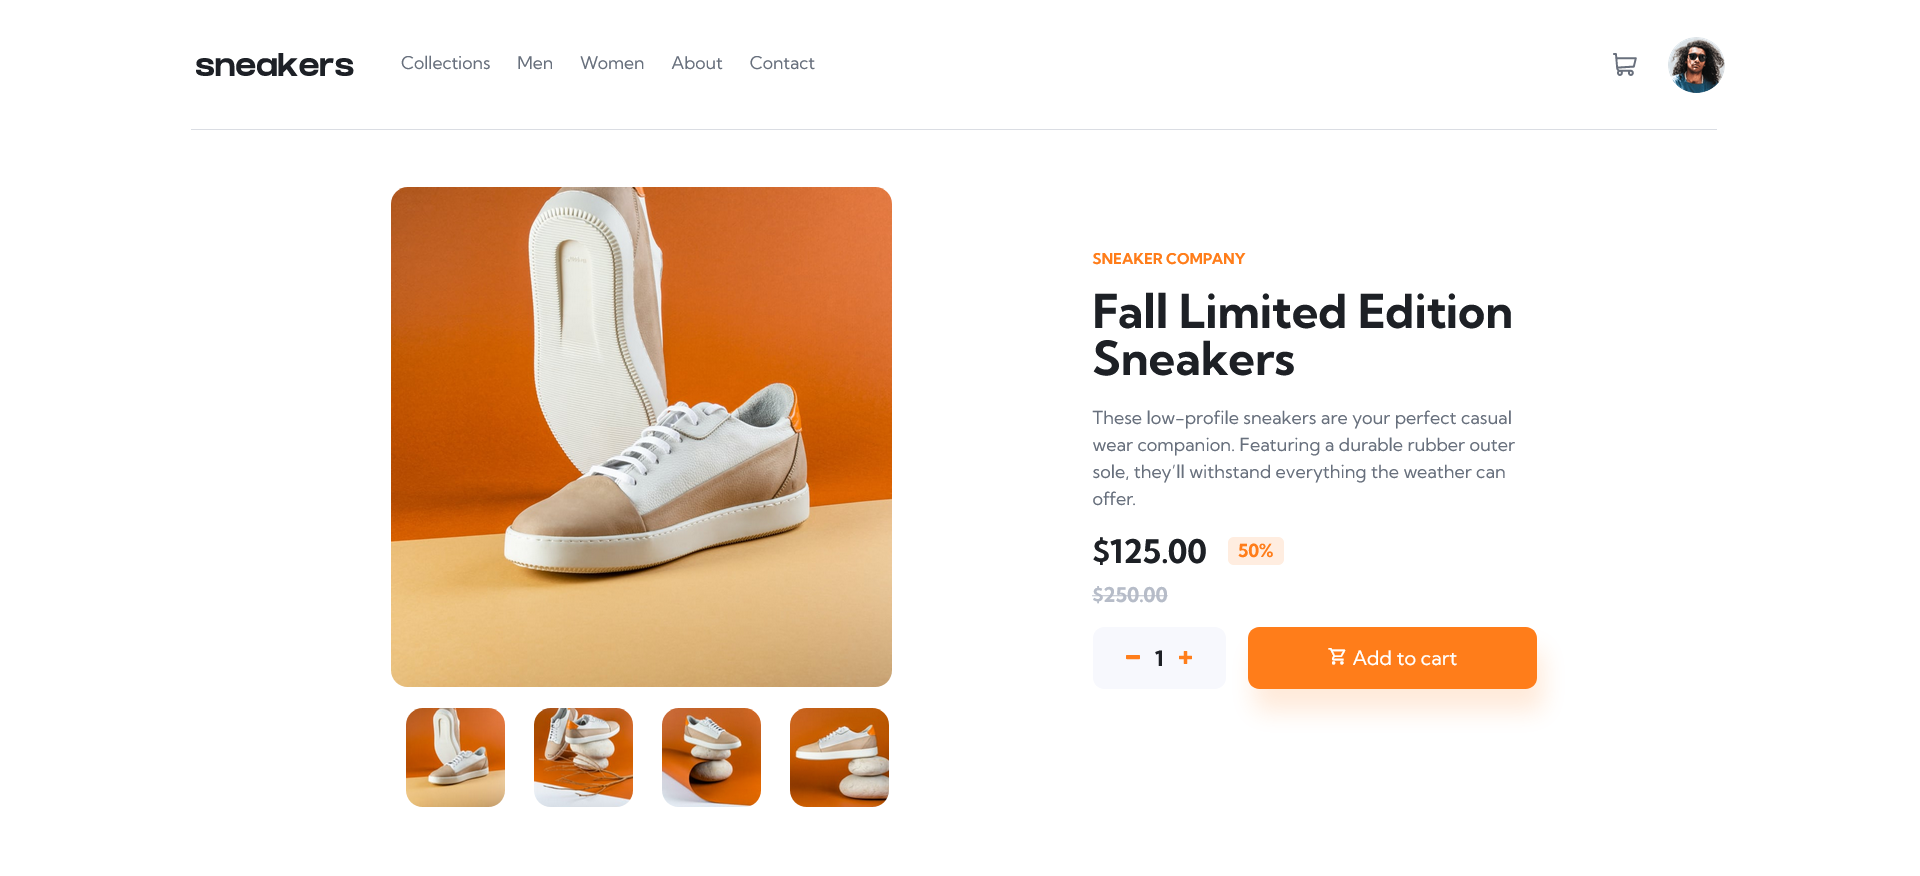 sneakers
Collections Men Women About Contact
SNEAKER COMPANY
Fall Limited Edition
Sneakers
These low-profile sneakers are your perfect casual
wear companion. Featuring a durable rubber outer
sole, they'll withstand everything the weather can
offer.
$125.00 50%
$250.00
1 Add to cart